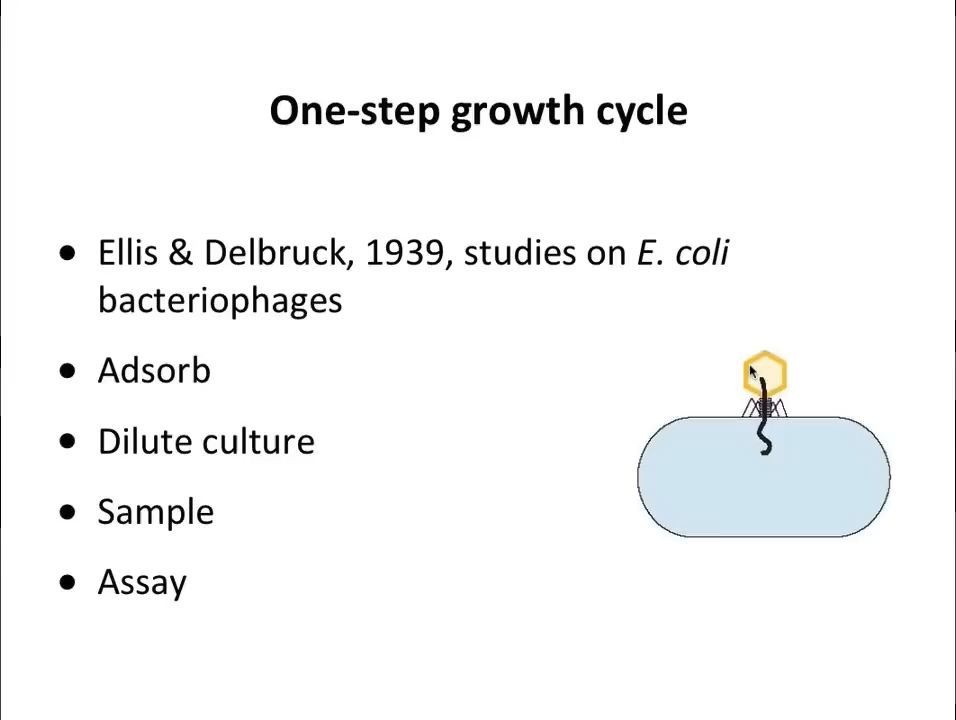 One-step growth cycle
● Ellis & Delbruck, 1939, studies on E. coli
bacteriophages
● Adsorb
● Dilute culture
● Sample
● Assay